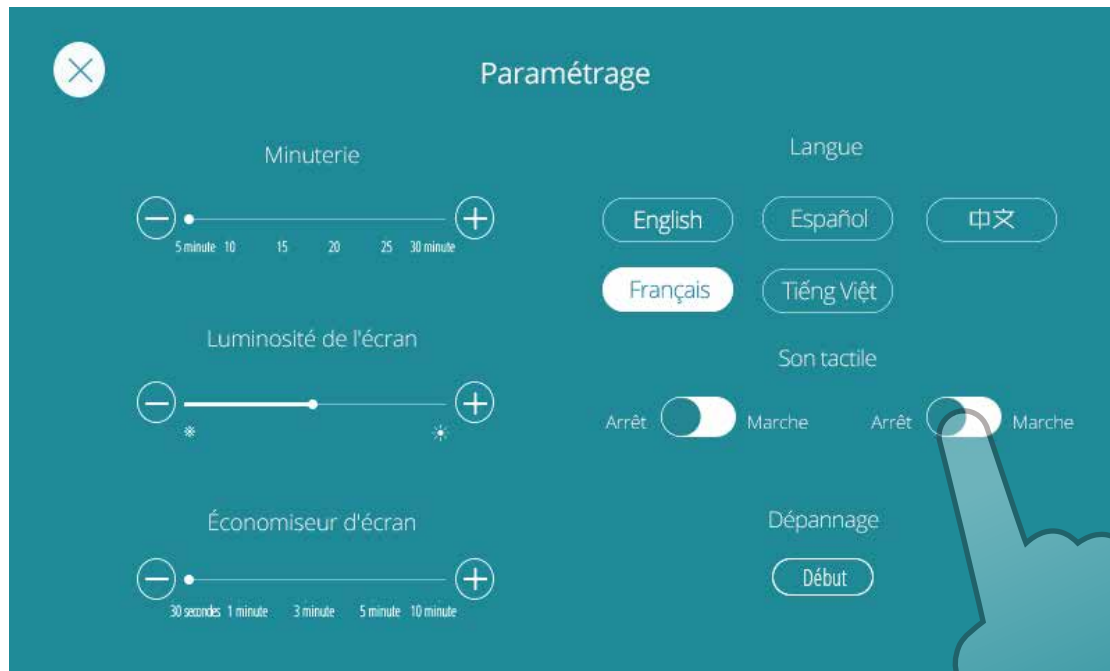 Paramétrage
Minuterie
5 minute 10 15 20 25 30 minute
Luminosité de l'écran
Économiseur d'écran
30 secondes 1 minute 3 minute 5 minute 10 minute
Langue
English Español 中文
Français Tiếng Việt
Son tactile
Arrêt Marche Arrêt Marche
Dépannage
Début